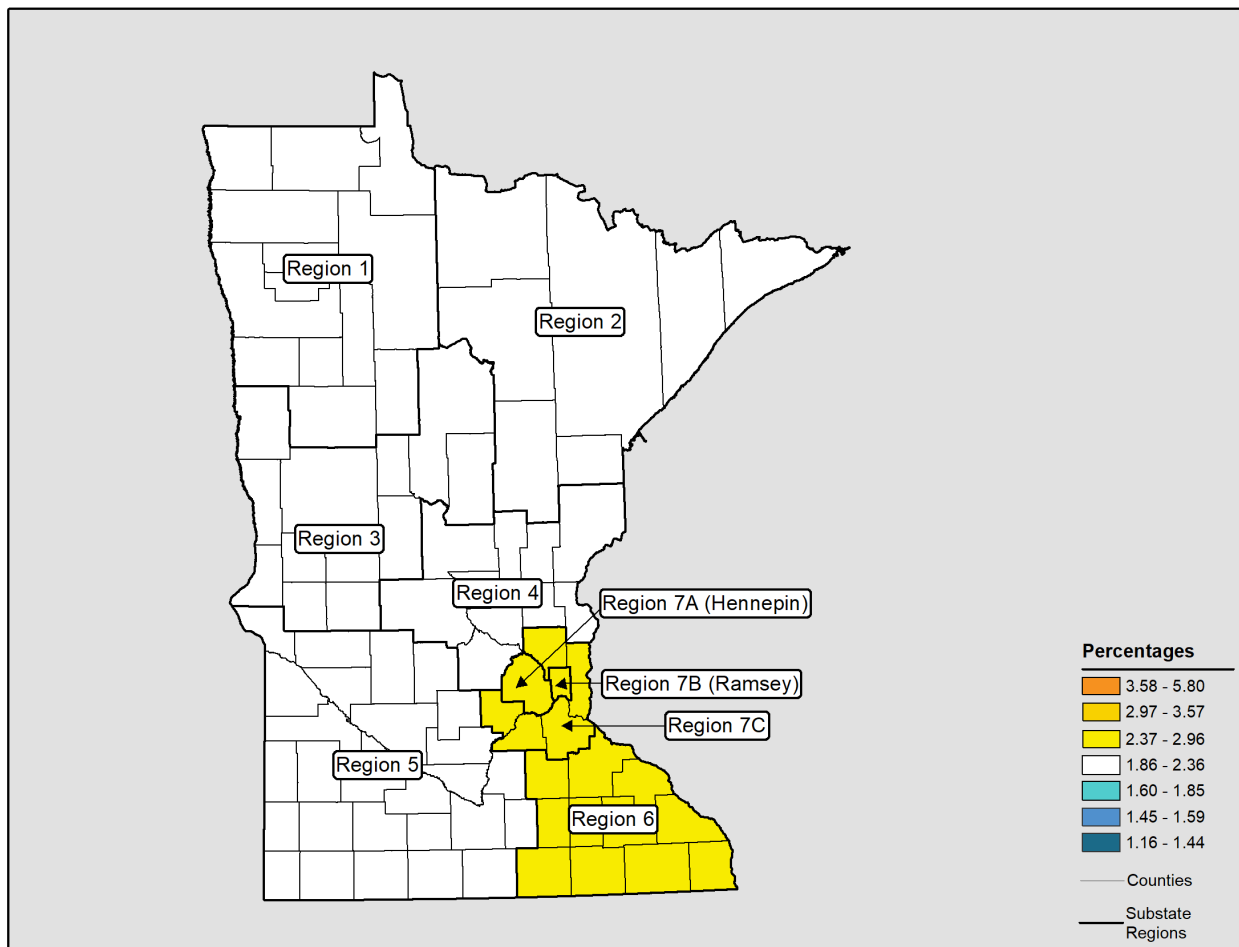 Region 1
Region 2
Region 3
Region 4
Region 7A (Hennepin)
Region 7B (Ramsey)
Region 7C
Region 5
Region 6
Percentages
3.58 - 5.80
2.97 - 3.57
2.37 - 2.96
1.86 - 2.36
1.60 - 1.85
1.45 - 1.59
1.16 - 1.44
Counties
Substate
Regions